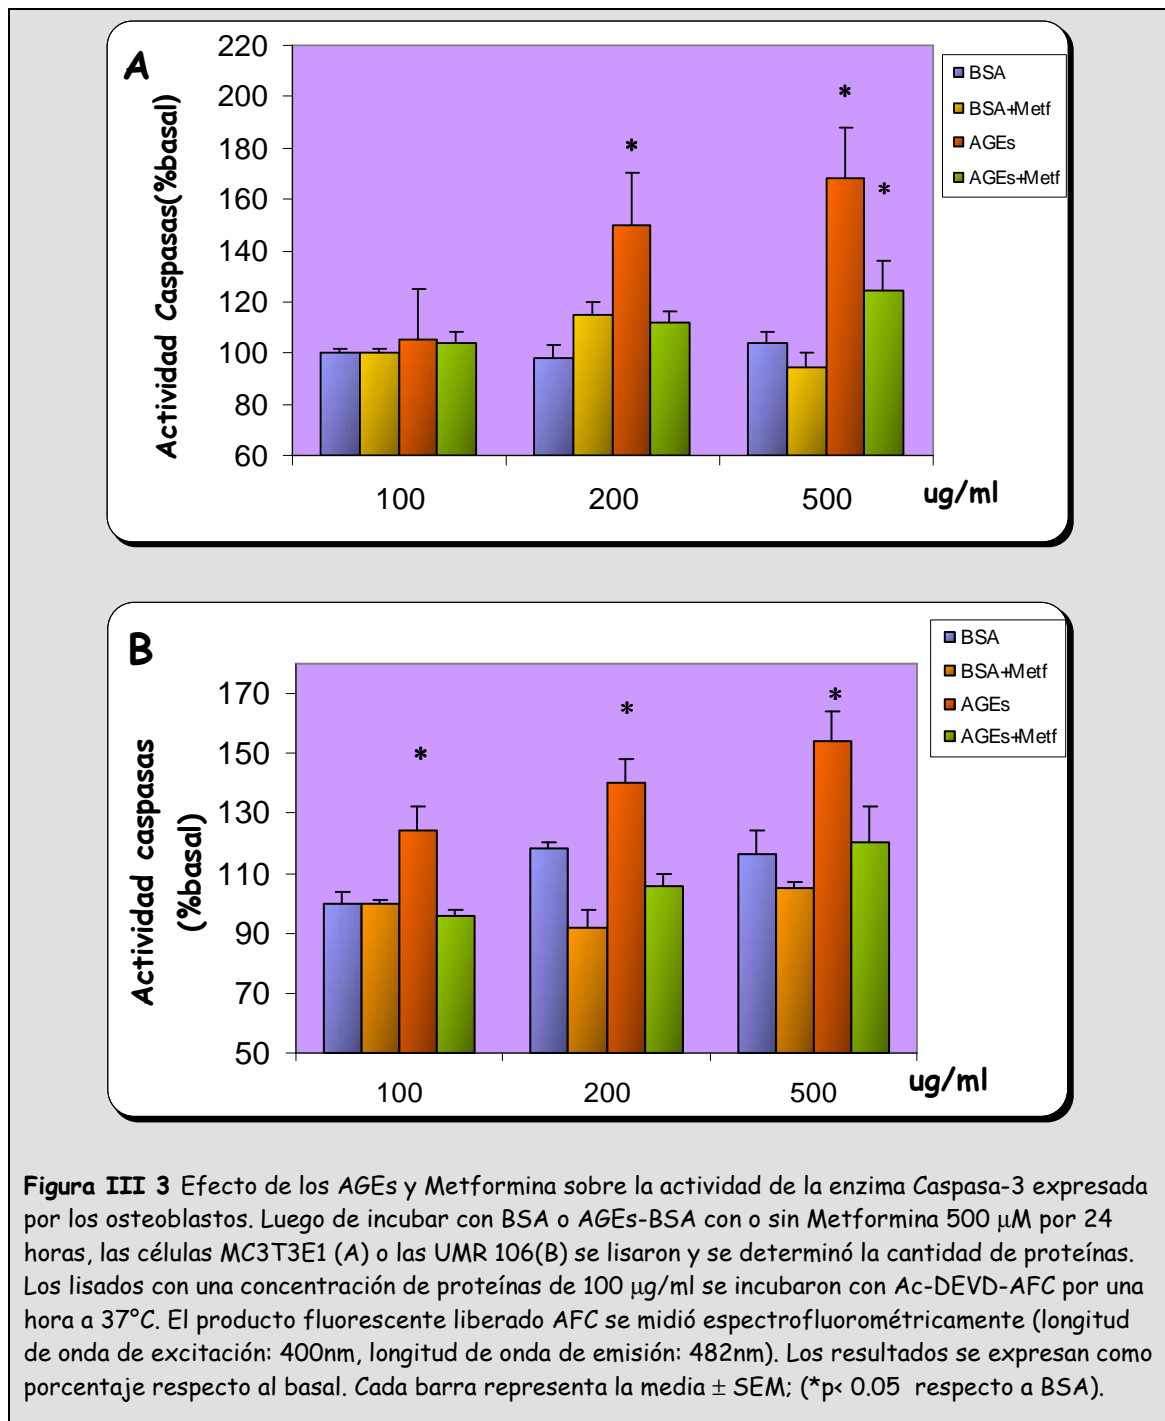 A
Actividad Caspasas(%basal)
220
200
180
160
140
120
100
80
60
*
*
*
100 200 500 ug/ml
BSA
BSA+Metf
AGEs
AGEs+Metf
B
Actividad caspasas
(%basal)
170
150
130
110
90
70
50
*
*
*
100 200 500 ug/ml
BSA
BSA+Metf
AGEs
AGEs+Metf
Figura III 3 Efecto de los AGEs y Metformina sobre la actividad de la enzima Caspasa-3 expresada
por los osteoblastos. Luego de incubar con BSA o AGEs-BSA con o sin Metformina 500 μM por 24
horas, las células MC3T3E1 (A) o las UMR 106(B) se lisaron y se determinó la cantidad de proteínas.
Los lisados con una concentración de proteínas de 100 μg/ml se incubaron con Ac-DEVD-AFC por una
hora a 37°C. El producto fluorescente liberado AFC se midió espectrofluorométricamente (longitud
de onda de excitación: 400nm, longitud de onda de emisión: 482nm). Los resultados se expresan como
porcentaje respecto al basal. Cada barra representa la media ± SEM; (*p< 0.05 respecto a BSA).